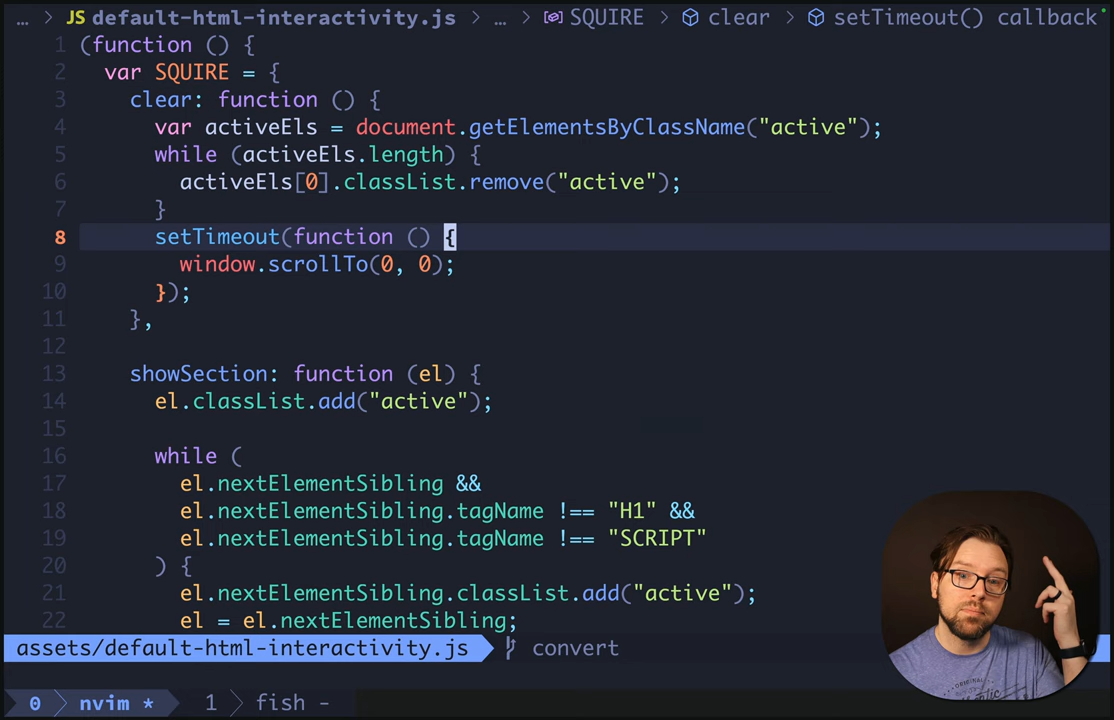 … > JS default-html-interactivity.js > … > SQUIRE > clear > setTimeout() callback
1 (function () {
2 var SQUIRE = {
3 clear: function () {
4 var activeEls = document.getElementsByClassName("active");
5 while (activeEls.length) {
6 activeEls[0].classList.remove("active");
7 }
8 setTimeout(function () {
9 window.scrollTo(0, 0);
10 });
11 },
12
13 showSection: function (el) {
14 el.classList.add("active");
15
16 while (
17 el.nextElementSibling &&
18 el.nextElementSibling.tagName !== "H1" &&
19 el.nextElementSibling.tagName !== "SCRIPT"
20 ) {
21 el.nextElementSibling.classList.add("active");
22 el = el.nextElementSibling;
assets/default-html-interactivity.js convert
0 nvim * 1 fish -
ORIGINAL